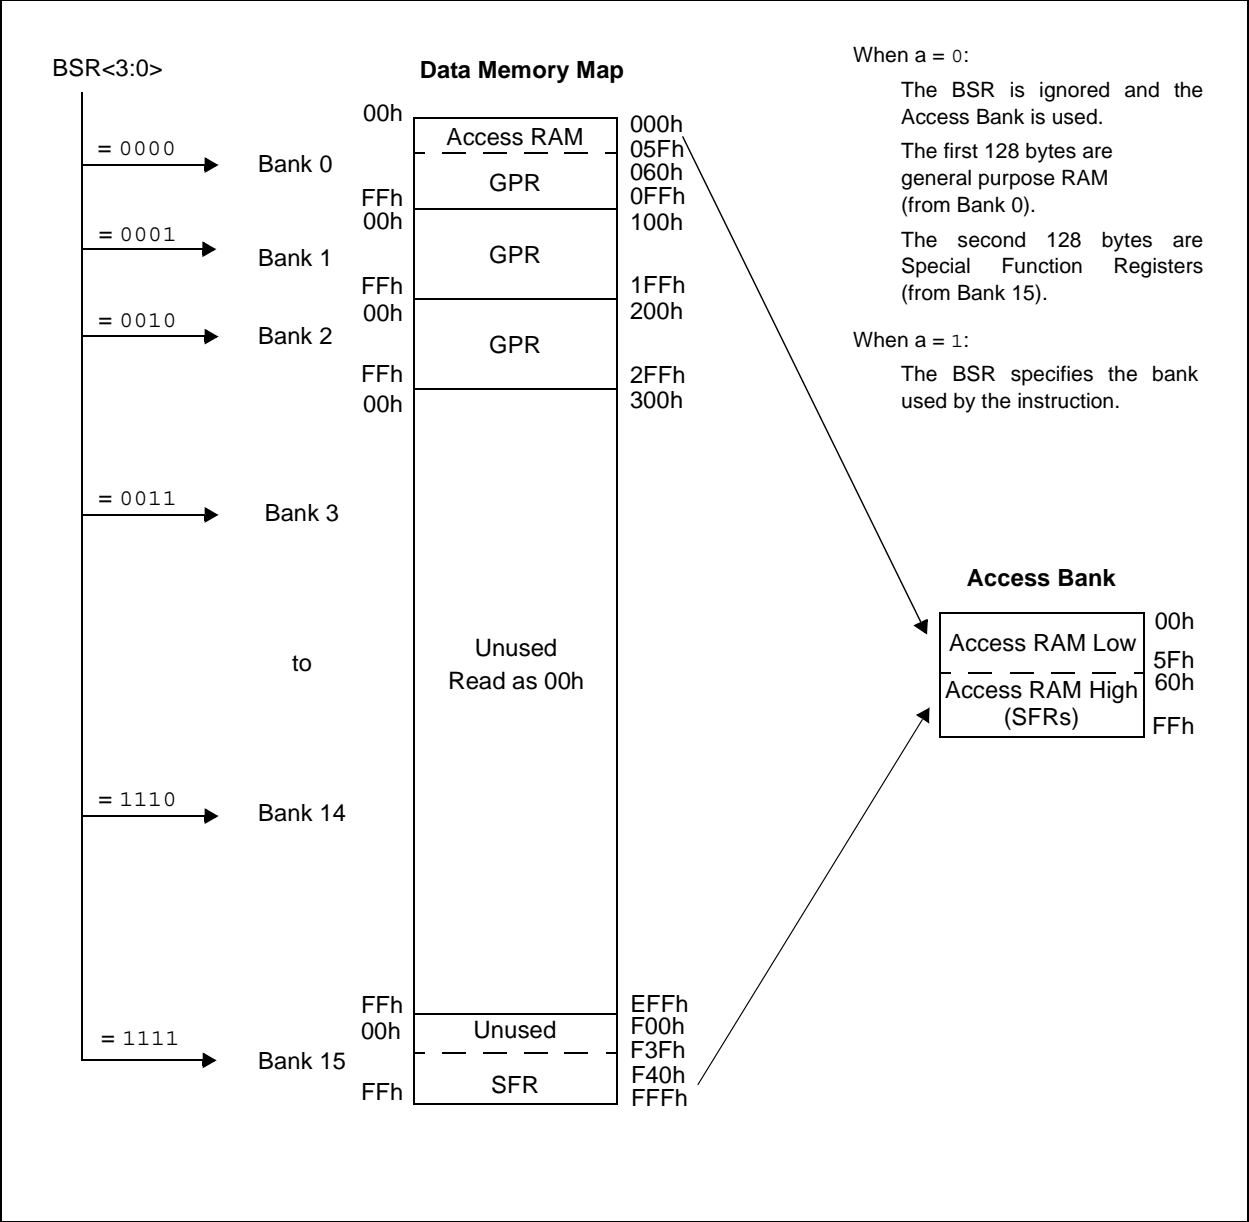 BSR<3:0>
Data Memory Map
When a = 0:
The BSR is ignored and the
Access Bank is used.
The first 128 bytes are
general purpose RAM
(from Bank 0).
The second 128 bytes are
Special Function Registers
(from Bank 15).
When a = 1:
The BSR specifies the bank
used by the instruction.
= 0000
Bank 0
00h
Access RAM
000h
05Fh
060h
GPR
FFh
0FFh
= 0001
Bank 1
00h
100h
GPR
FFh
1FFh
= 0010
Bank 2
00h
200h
GPR
FFh
2FFh
00h
300h
= 0011
Bank 3
to
Unused
Read as 00h
= 1110
Bank 14
FFh
EFFh
= 1111
Bank 15
00h
Unused
F00h
F3Fh
F40h
SFR
FFh
FFFh
Access Bank
00h
Access RAM Low
5Fh
60h
Access RAM High
(SFRs)
FFh